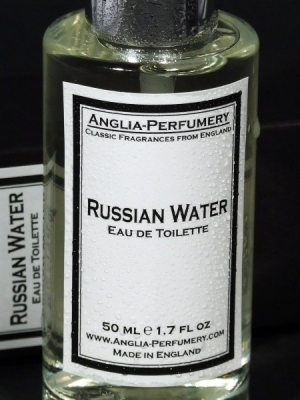 ANGLIA-PERFUMERY
CLASSIC FRAGRANCES FROM ENGLAND
RUSSIAN WATER
EAU DE TOILETTE
50 ML ℮ 1.7 FL OZ
WWW.ANGLIA-PERFUMERY.COM
MADE IN ENGLAND
RUSSIAN WATER
EAU DE TOILETTE